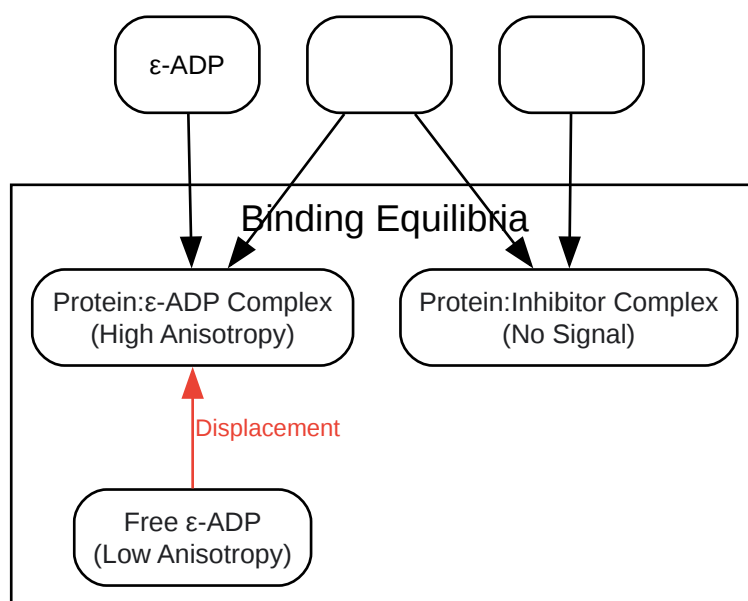 ε-ADP
Binding Equilibria
Protein:ε-ADP Complex
(High Anisotropy)
Protein:Inhibitor Complex
(No Signal)
Displacement
Free ε-ADP
(Low Anisotropy)